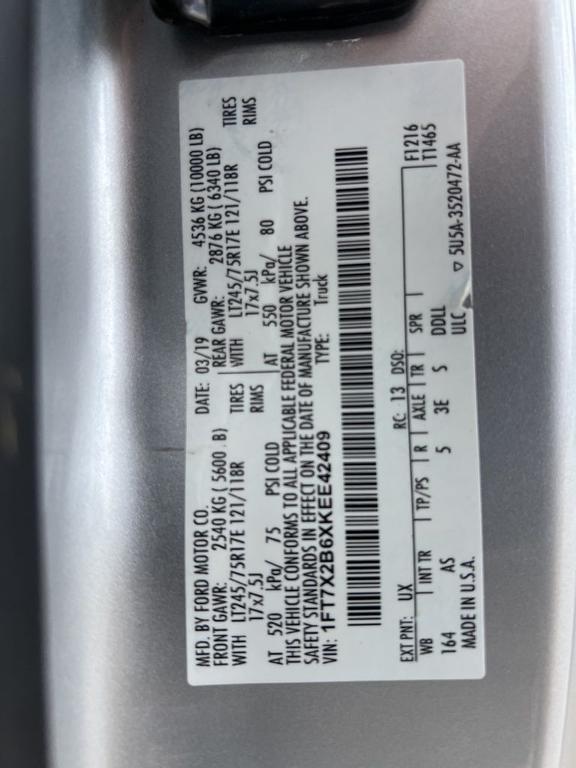 MFD. BY FORD MOTOR CO.
DATE: 03/19 GVWR: 4536 KG (10000 LB)
FRONT GAWR: 2540 KG ( 5600 B) REAR GAWR: 2876 KG ( 6340 LB)
WITH LT245/75R17E 121/118R TIRES WITH LT245/75R17E 121/118R TIRES
17x7.5J RIMS 17x7.5J RIMS
AT 520 kPa/ 75 PSI COLD AT 550 kPa/ 80 PSI COLD
THIS VEHICLE CONFORMS TO ALL APPLICABLE FEDERAL MOTOR VEHICLE
SAFETY STANDARDS IN EFFECT ON THE DATE OF MANUFACTURE SHOWN ABOVE.
VIN: 1FT7X2B6XKEE42409 TYPE: Truck
EXT PNT: UX RC: 13 DSO: F1216
WB INT TR TP/PS R AXLE TR SPR T1465
164 AS 5 3E S DDLL
MADE IN U.S.A. ULC ▽ 5U5A-3520472-AA